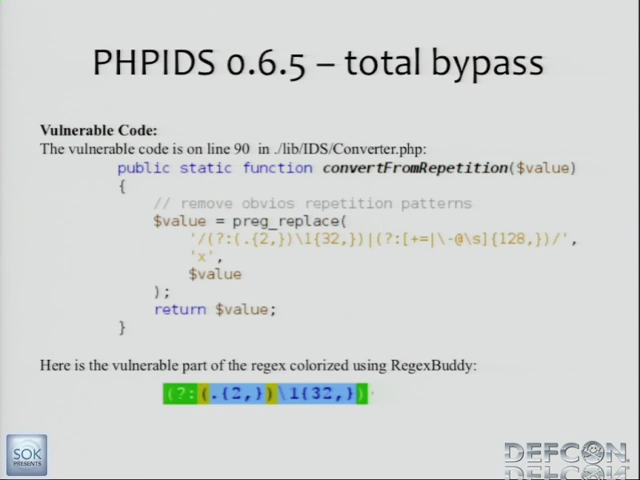 PHPIDS 0.6.5 – total bypass
Vulnerable Code:
The vulnerable code is on line 90 in ./lib/IDS/Converter.php:
public static function convertFromRepetition($value)
{
// remove obvios repetition patterns
$value = preg_replace(
'/(?:(.{2,})\1{32,})|(?:[+=|\-@\s]{128,})/',
'x',
$value
);
return $value;
}
Here is the vulnerable part of the regex colorized using RegexBuddy:
(?:(.{2,})\1{32,})
SOK
PRESENTS
DEFCON